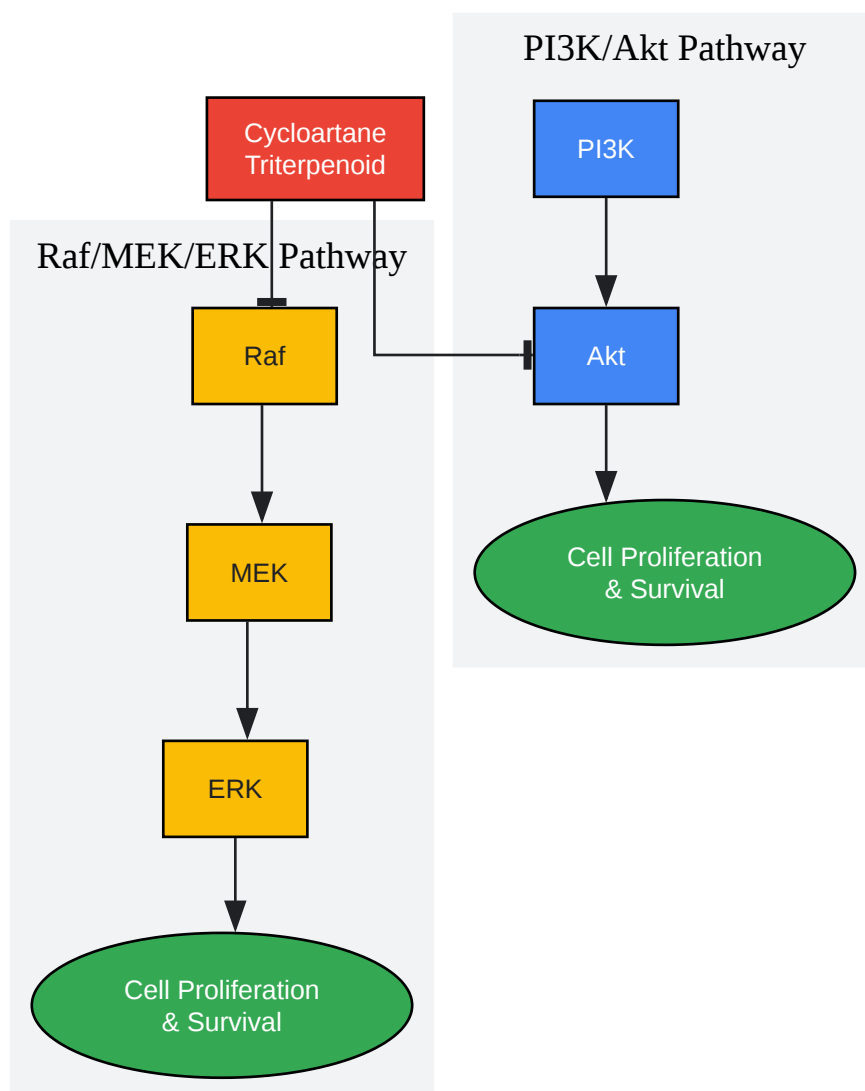 PI3K/Akt Pathway
Cycloartane
Triterpenoid
PI3K
Raf/MEK/ERK Pathway
Raf
Akt
MEK
Cell Proliferation
& Survival
ERK
Cell Proliferation
& Survival